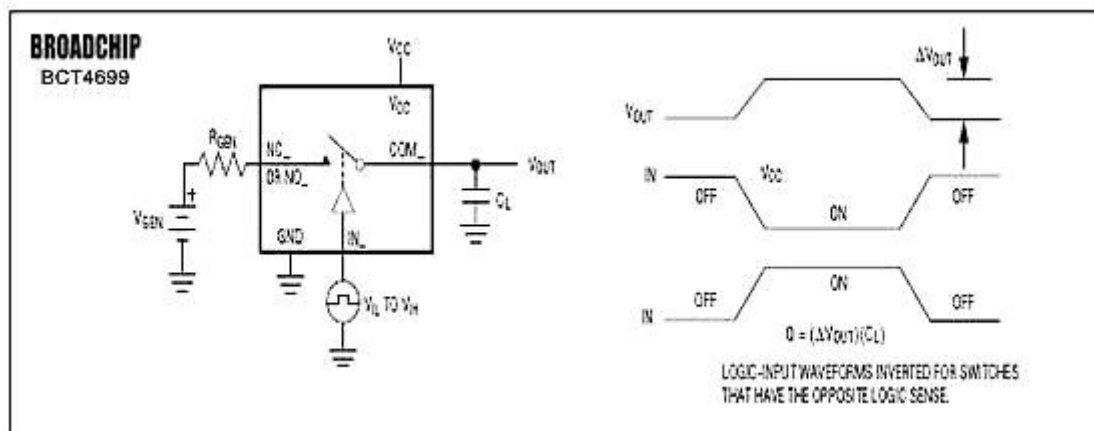 BROADCHIP
BCT4699
VCC
VCC
RGEN
NC_
OR NO_
COM_
VOUT
CL
VGEN
+
GND
IN_
VIL TO VIH
ΔVOUT
VOUT
IN
VCC
OFF
ON
OFF
IN
OFF
ON
OFF
Q = (ΔVOUT)(CL)
LOGIC-INPUT WAVEFORMS INVERTED FOR SWITCHES
THAT HAVE THE OPPOSITE LOGIC SENSE.